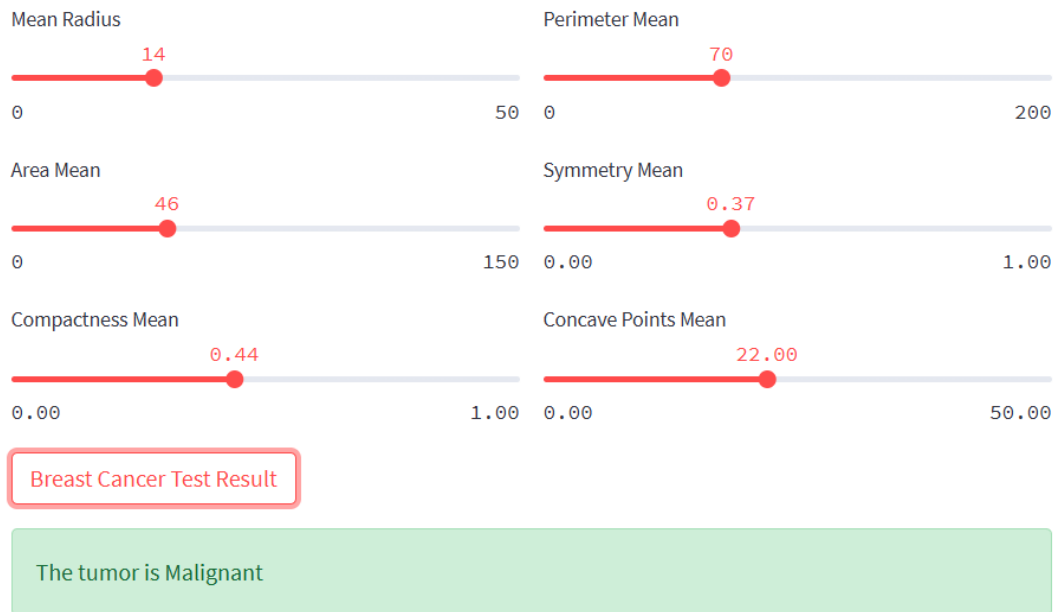 Mean Radius
14
0 50
Perimeter Mean
70
0 200
Area Mean
46
0 150
Symmetry Mean
0.37
0.00 1.00
Compactness Mean
0.44
0.00 1.00
Concave Points Mean
22.00
0.00 50.00
Breast Cancer Test Result
The tumor is Malignant